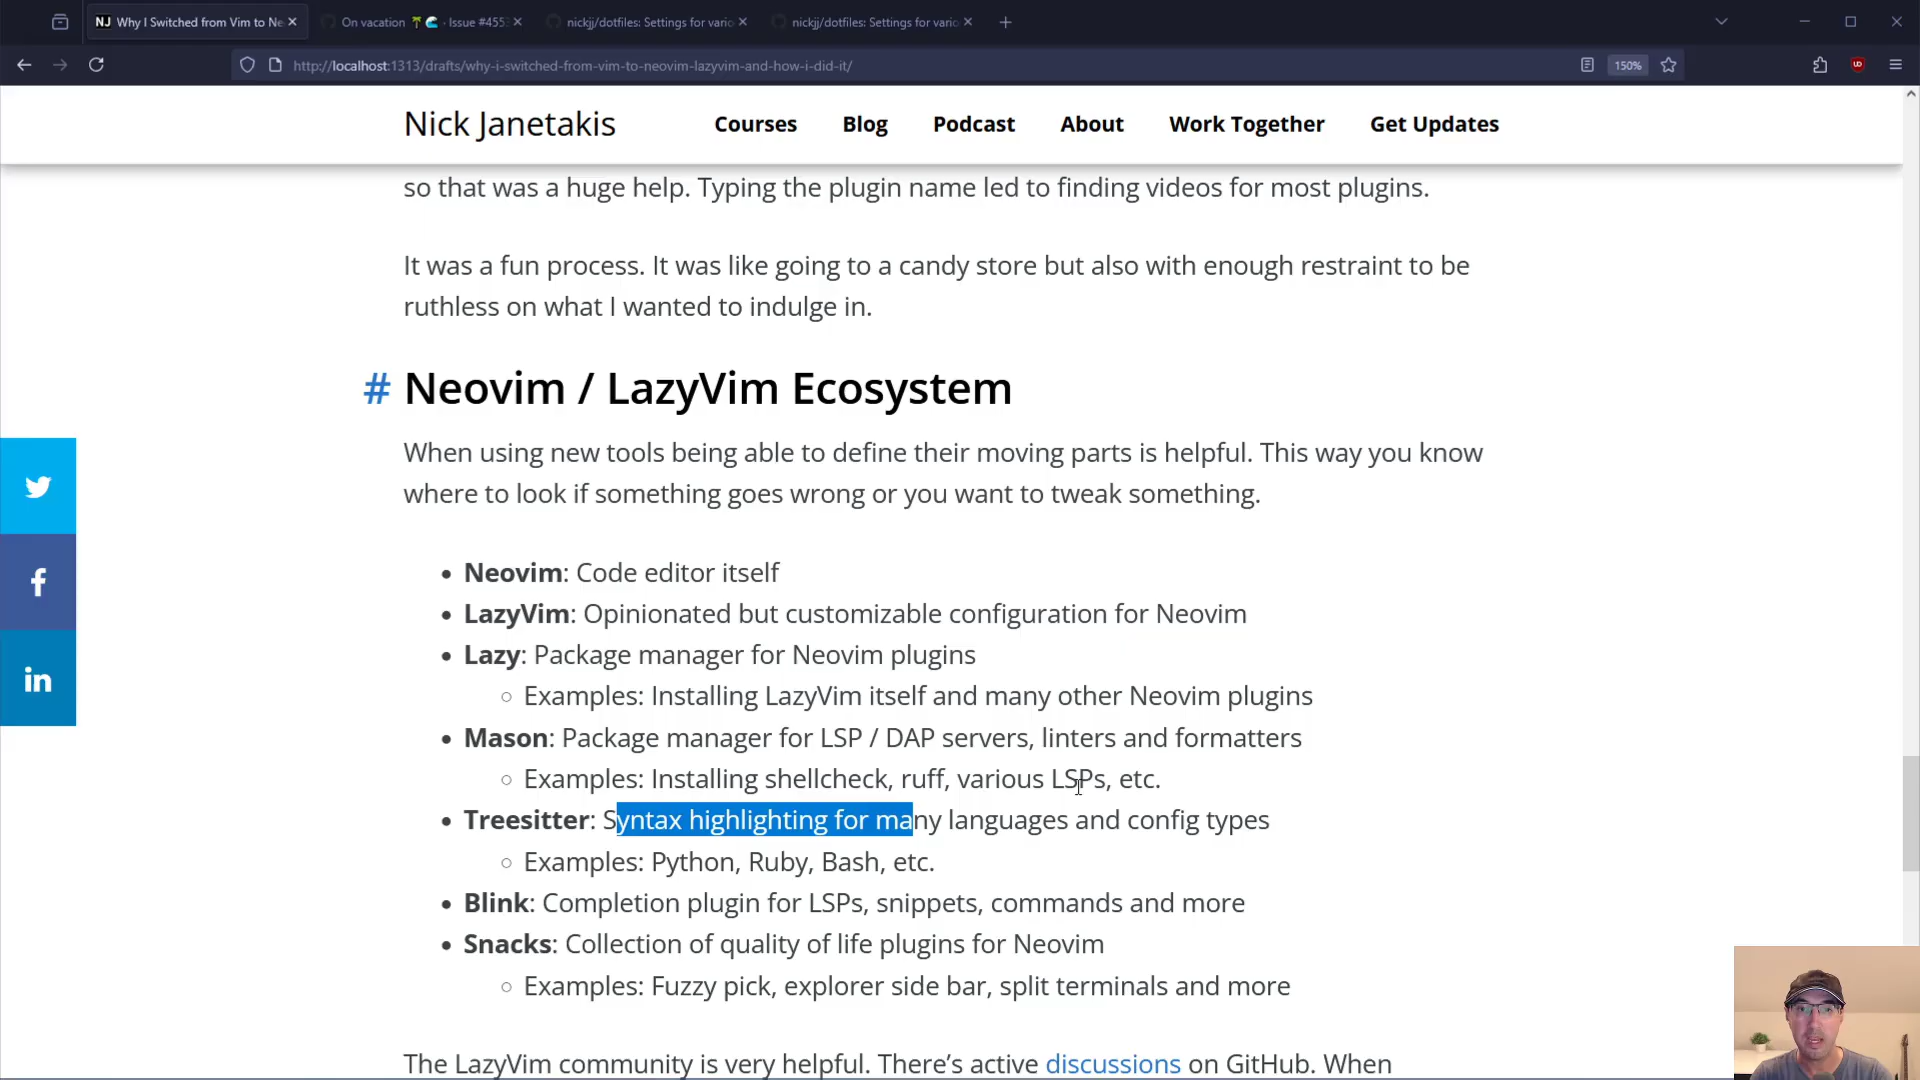 NJ Why I Switched from Vim to Ne
On vacation 🌴🌊 - Issue #455
nickjj/dotfiles: Settings for vario
nickjj/dotfiles: Settings for vario
http://localhost:1313/drafts/why-i-switched-from-vim-to-neovim-lazyvim-and-how-i-did-it/
150%
Nick Janetakis
Courses
Blog
Podcast
About
Work Together
Get Updates
so that was a huge help. Typing the plugin name led to finding videos for most plugins.
It was a fun process. It was like going to a candy store but also with enough restraint to be
ruthless on what I wanted to indulge in.
# Neovim / LazyVim Ecosystem
When using new tools being able to define their moving parts is helpful. This way you know
where to look if something goes wrong or you want to tweak something.
• Neovim: Code editor itself
• LazyVim: Opinionated but customizable configuration for Neovim
• Lazy: Package manager for Neovim plugins
◦ Examples: Installing LazyVim itself and many other Neovim plugins
• Mason: Package manager for LSP / DAP servers, linters and formatters
◦ Examples: Installing shellcheck, ruff, various LSPs, etc.
• Treesitter: Syntax highlighting for many languages and config types
◦ Examples: Python, Ruby, Bash, etc.
• Blink: Completion plugin for LSPs, snippets, commands and more
• Snacks: Collection of quality of life plugins for Neovim
◦ Examples: Fuzzy pick, explorer side bar, split terminals and more
The LazyVim community is very helpful. There’s active discussions on GitHub. When